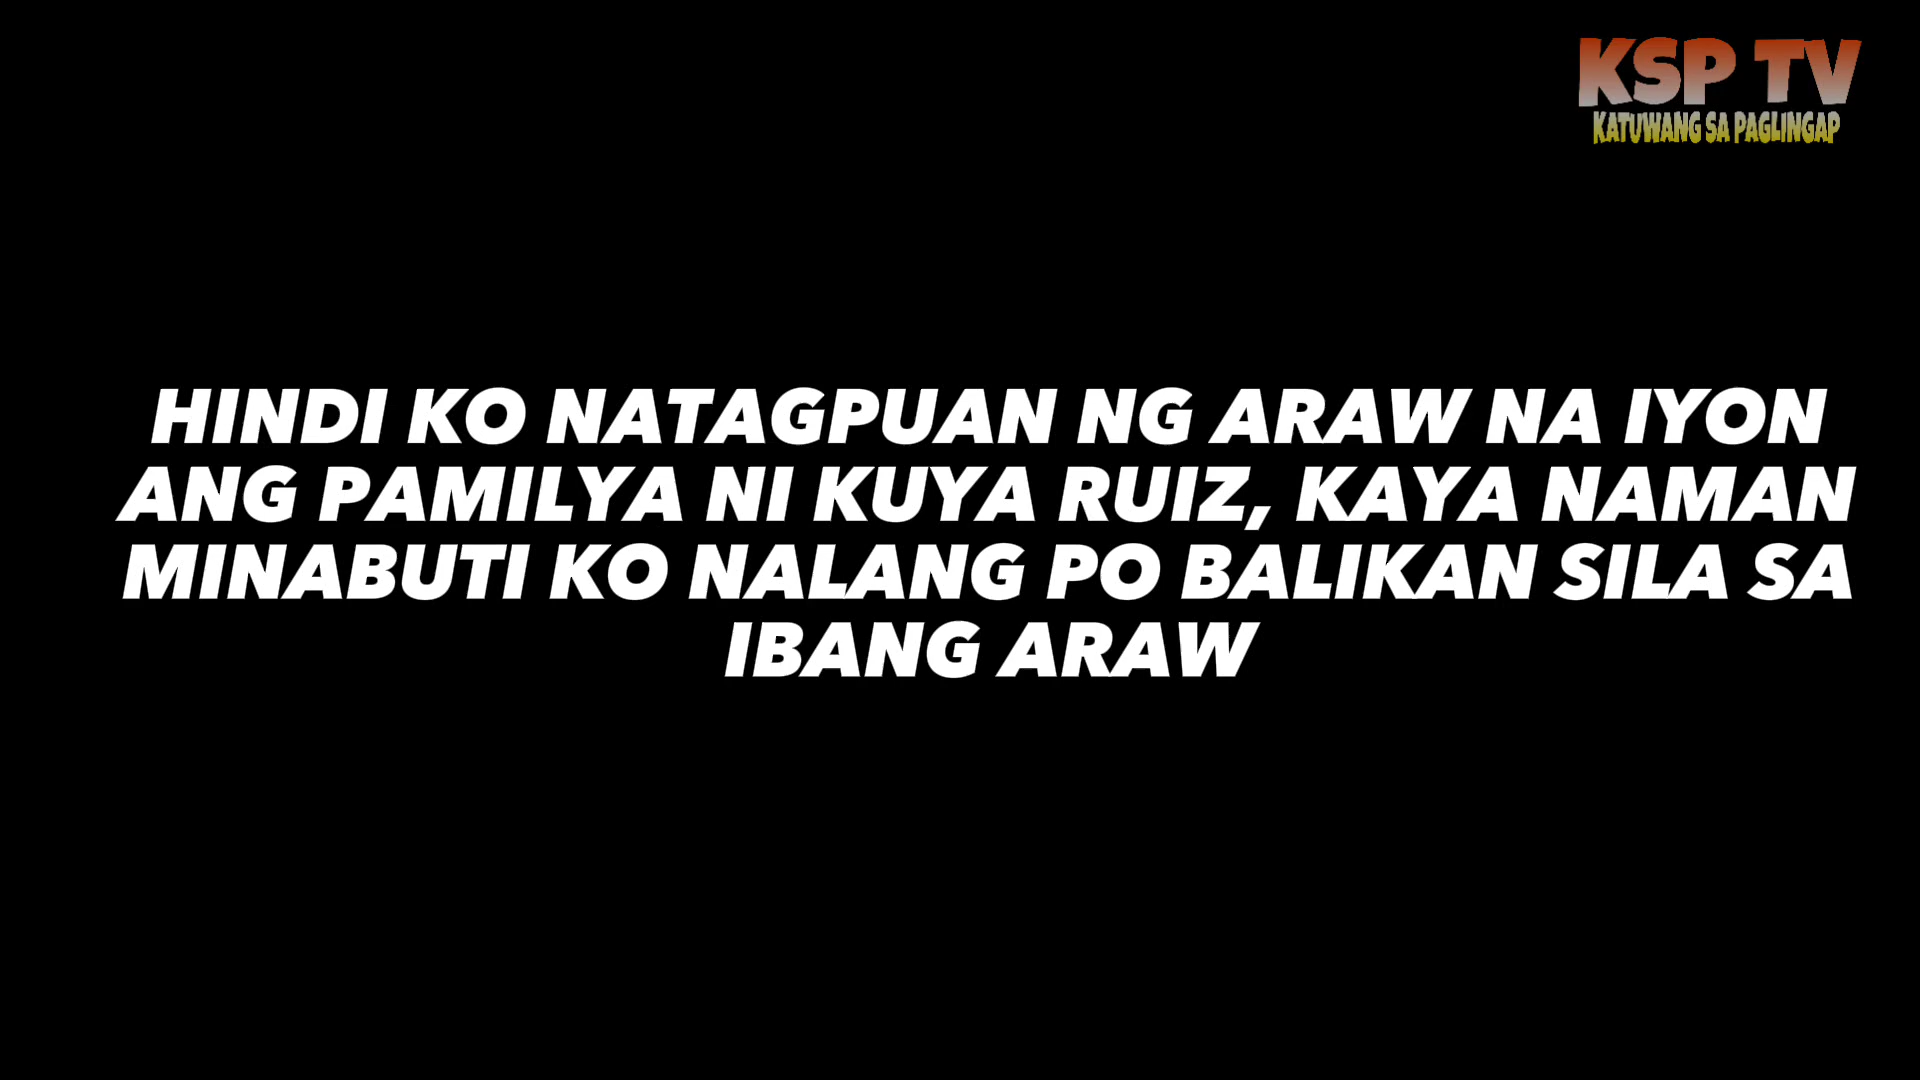 KSP TV
KATUWANG SA PAGLINGAP
HINDI KO NATAGPUAN NG ARAW NA IYON
ANG PAMILYA NI KUYA RUIZ, KAYA NAMAN
MINABUTI KO NALANG PO BALIKAN SILA SA
IBANG ARAW